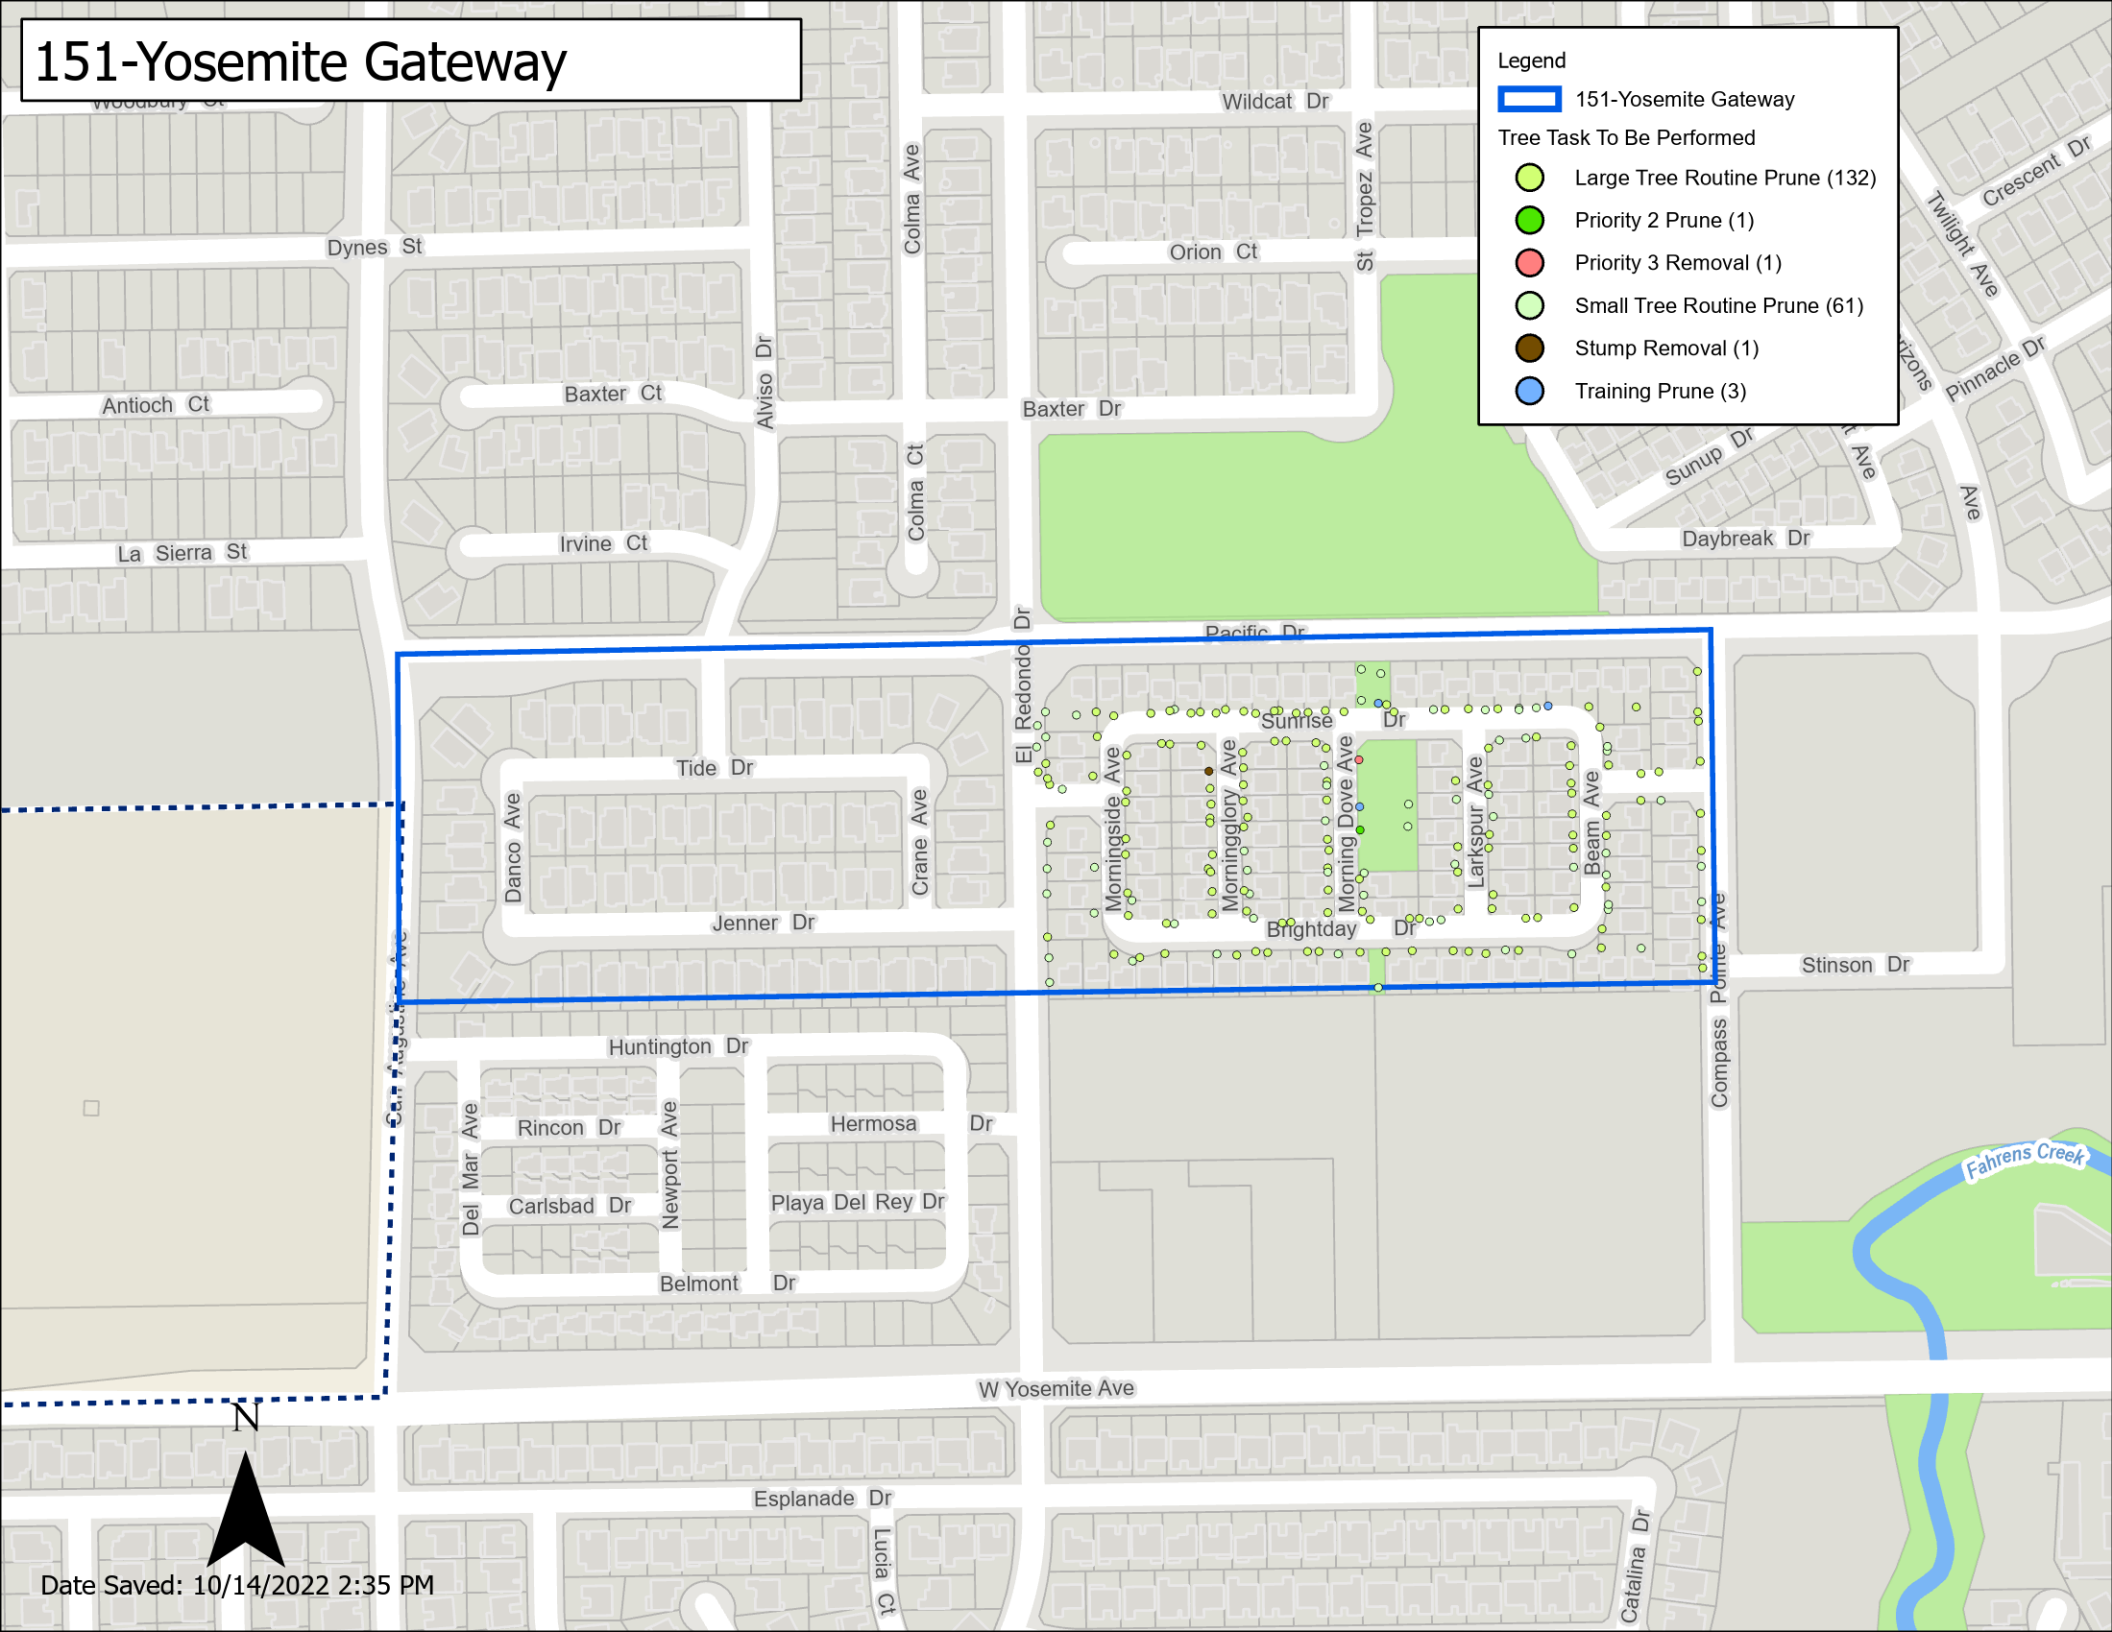 151-Yosemite Gateway
Legend
151-Yosemite Gateway
Tree Task To Be Performed
Large Tree Routine Prune (132)
Priority 2 Prune (1)
Priority 3 Removal (1)
Small Tree Routine Prune (61)
Stump Removal (1)
Training Prune (3)
Woodbury Ct
Wildcat Dr
Crescent Dr
Colma Ave
St Tropez Ave
Twilight Ave
Dynes St
Orion Ct
Pinnacle Dr
Alviso Dr
Baxter Ct
Antioch Ct
Baxter Dr
Sunup Dr
Ave
Ave
Colma Ct
Irvine Ct
La Sierra St
Daybreak Dr
El Redondo Dr
Pacific Dr
Sunrise Dr
Tide Dr
Danco Ave
Crane Ave
Morningside Ave
Morningglory Ave
Morning Dove Ave
Larkspur Ave
Beam Ave
Jenner Dr
Brightday Dr
Stinson Dr
Compass Pointe Ave
Huntington Dr
Rincon Dr
Hermosa Dr
Del Mar Ave
Newport Ave
Carlsbad Dr
Playa Del Rey Dr
Fahrens Creek
Belmont Dr
W Yosemite Ave
N
Esplanade Dr
Lucia Ct
Catalina Dr
Date Saved: 10/14/2022 2:35 PM